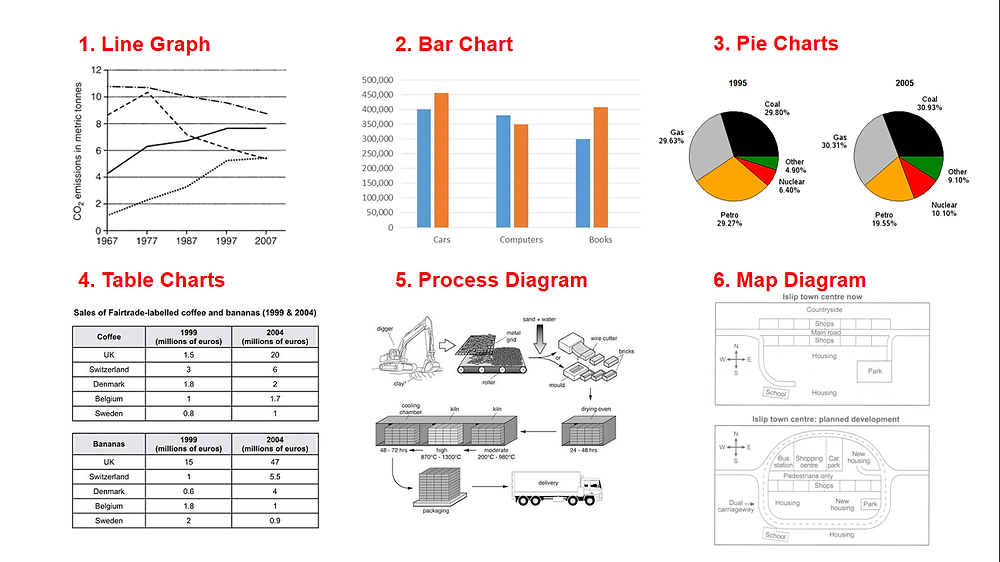 1. Line Graph
12
10
8
6
4
2
0
CO2 emissions in metric tonnes
1967 1977 1987 1997 2007
2. Bar Chart
500,000
450,000
400,000
350,000
300,000
250,000
200,000
150,000
100,000
50,000
0
Cars Computers Books
3. Pie Charts
1995
Coal
29.80%
Gas
29.63%
Other
4.90%
Nuclear
6.40%
Petro
29.27%
2005
Coal
30.93%
Gas
30.31%
Other
9.10%
Nuclear
10.10%
Petro
19.55%
4. Table Charts
Sales of Fairtrade-labelled coffee and bananas (1999 & 2004)
Coffee 1999 (millions of euros) 2004 (millions of euros)
UK 1.5 20
Switzerland 3 6
Denmark 1.8 2
Belgium 1 1.7
Sweden 0.8 1
Bananas 1999 (millions of euros) 2004 (millions of euros)
UK 15 47
Switzerland 1 5.5
Denmark 0.6 4
Belgium 1.8 1
Sweden 2 0.9
5. Process Diagram
digger
clay*
metal
grid
roller
sand + water
or
wire cutter
bricks
mould
drying oven
24 - 48 hrs
cooling
chamber
kiln
kiln
48 - 72 hrs
high
870°C - 1300°C
moderate
200°C - 980°C
packaging
delivery
6. Map Diagram
Islip town centre now
Countryside
Shops
Main road
Shops
N
W E
S
Housing
Park
School
Housing
Islip town centre: planned development
N
W E
S
Bus
station
Shopping
centre
Car
park
New
housing
Pedestrians only
Shops
Dual
carriageway
Housing
New
housing
Park
School
Housing